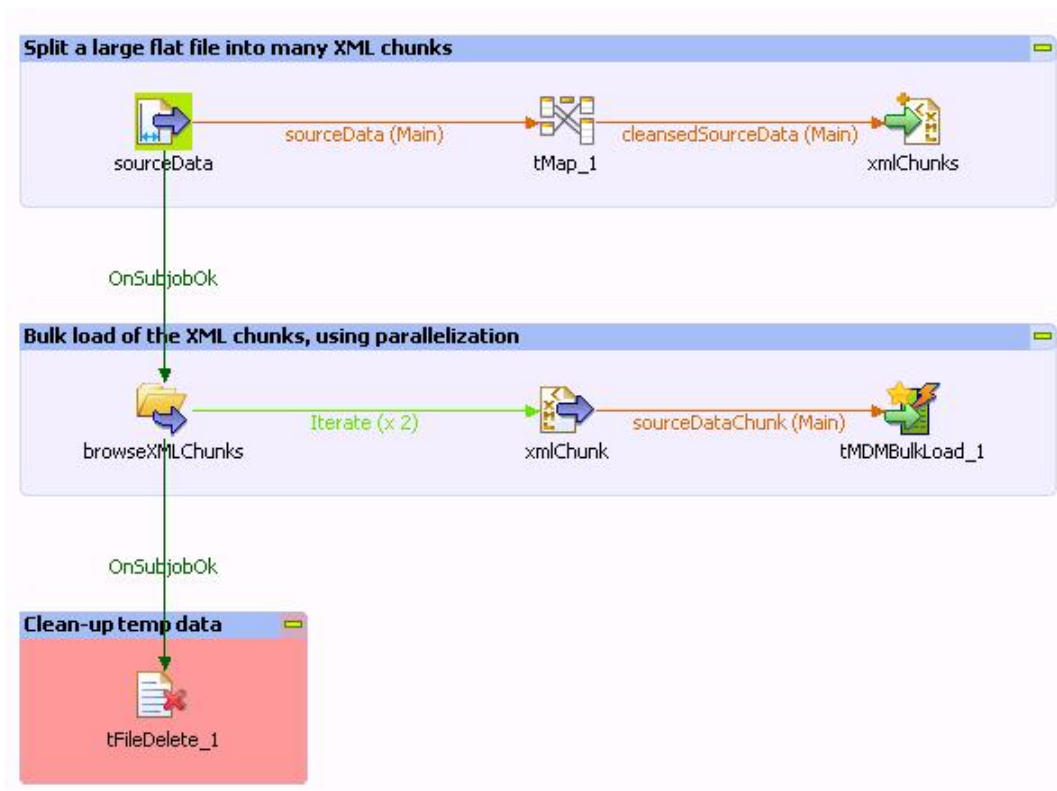 Split a large flat file into many XML chunks
sourceData (Main)
cleansedSourceData (Main)
sourceData
tMap_1
xmlChunks
OnSubjobOk
Bulk load of the XML chunks, using parallelization
Iterate (x 2)
sourceDataChunk (Main)
browseXMLChunks
xmlChunk
tMDMBulkLoad_1
OnSubjobOk
Clean-up temp data
tFileDelete_1